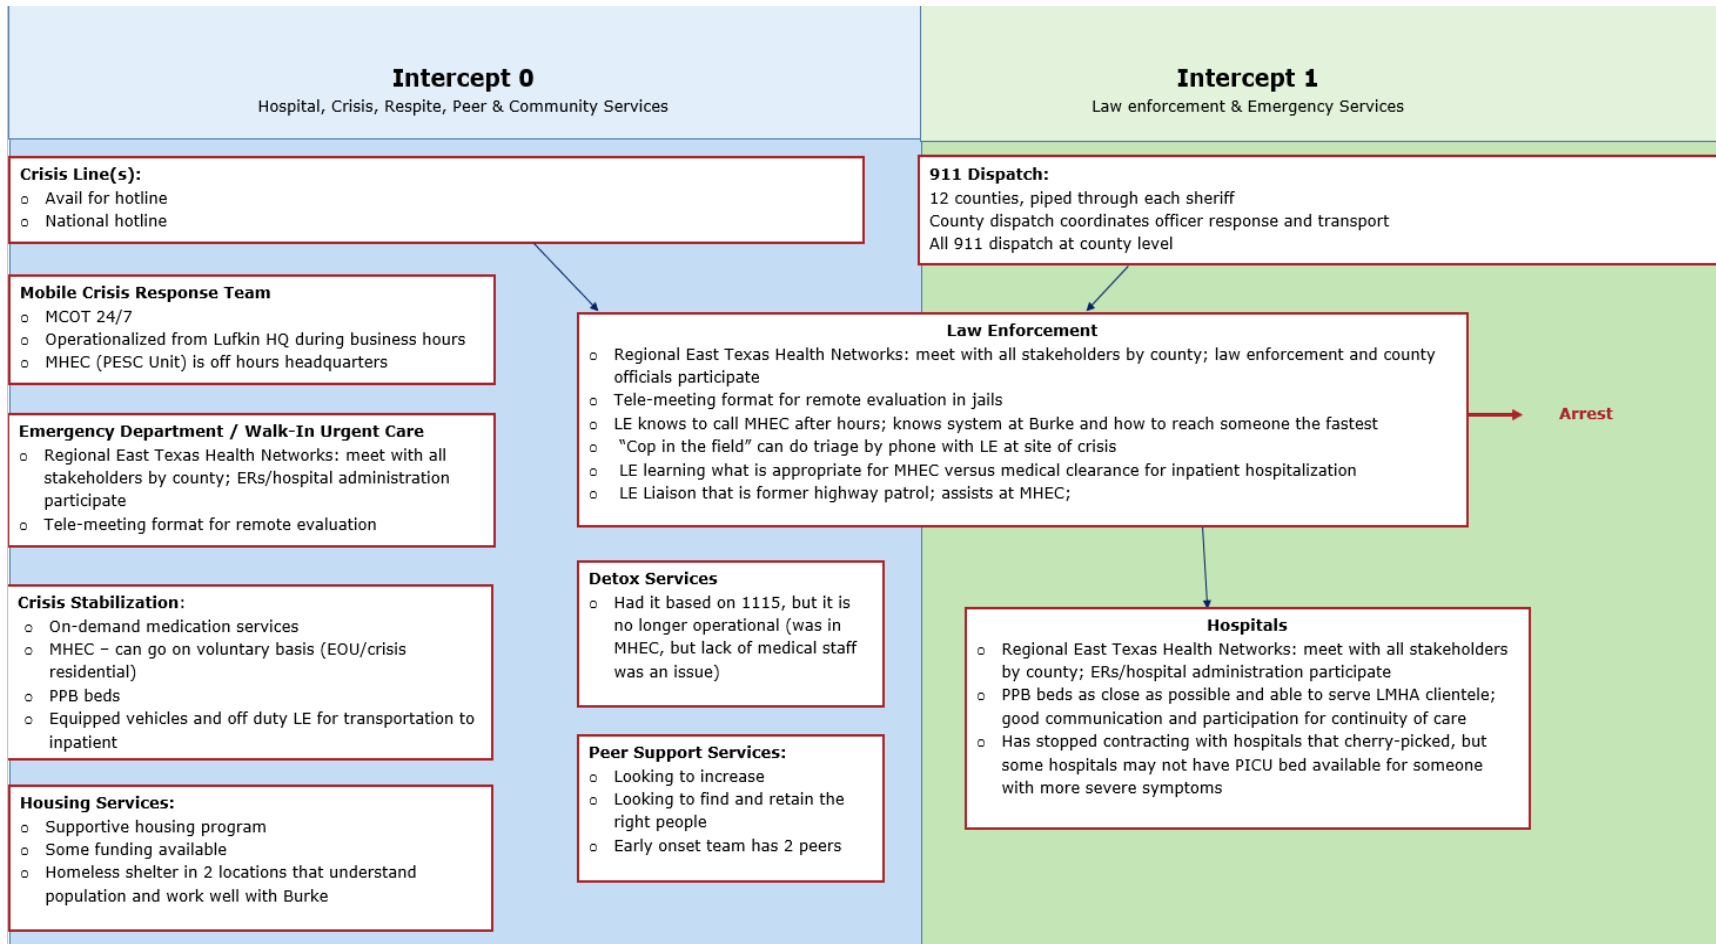 Intercept 0
Hospital, Crisis, Respite, Peer & Community Services
Intercept 1
Law enforcement & Emergency Services
Crisis Line(s):
o Avail for hotline
o National hotline
911 Dispatch:
12 counties, piped through each sheriff
County dispatch coordinates officer response and transport
All 911 dispatch at county level
Mobile Crisis Response Team
o MCOT 24/7
o Operationalized from Lufkin HQ during business hours
o MHEC (PESC Unit) is off hours headquarters
Law Enforcement
o Regional East Texas Health Networks: meet with all stakeholders by county; law enforcement and county
officials participate
o Tele-meeting format for remote evaluation in jails
o LE knows to call MHEC after hours; knows system at Burke and how to reach someone the fastest
o “Cop in the field” can do triage by phone with LE at site of crisis
o LE learning what is appropriate for MHEC versus medical clearance for inpatient hospitalization
o LE Liaison that is former highway patrol; assists at MHEC;
Arrest
Emergency Department / Walk-In Urgent Care
o Regional East Texas Health Networks: meet with all
stakeholders by county; ERs/hospital administration
participate
o Tele-meeting format for remote evaluation
Crisis Stabilization:
o On-demand medication services
o MHEC – can go on voluntary basis (EOU/crisis
residential)
o PPB beds
o Equipped vehicles and off duty LE for transportation to
inpatient
Detox Services
o Had it based on 1115, but it is
no longer operational (was in
MHEC, but lack of medical staff
was an issue)
Hospitals
o Regional East Texas Health Networks: meet with all stakeholders
by county; ERs/hospital administration participate
o PPB beds as close as possible and able to serve LMHA clientele;
good communication and participation for continuity of care
o Has stopped contracting with hospitals that cherry-picked, but
some hospitals may not have PICU bed available for someone
with more severe symptoms
Peer Support Services:
o Looking to increase
o Looking to find and retain the
right people
o Early onset team has 2 peers
Housing Services:
o Supportive housing program
o Some funding available
o Homeless shelter in 2 locations that understand
population and work well with Burke